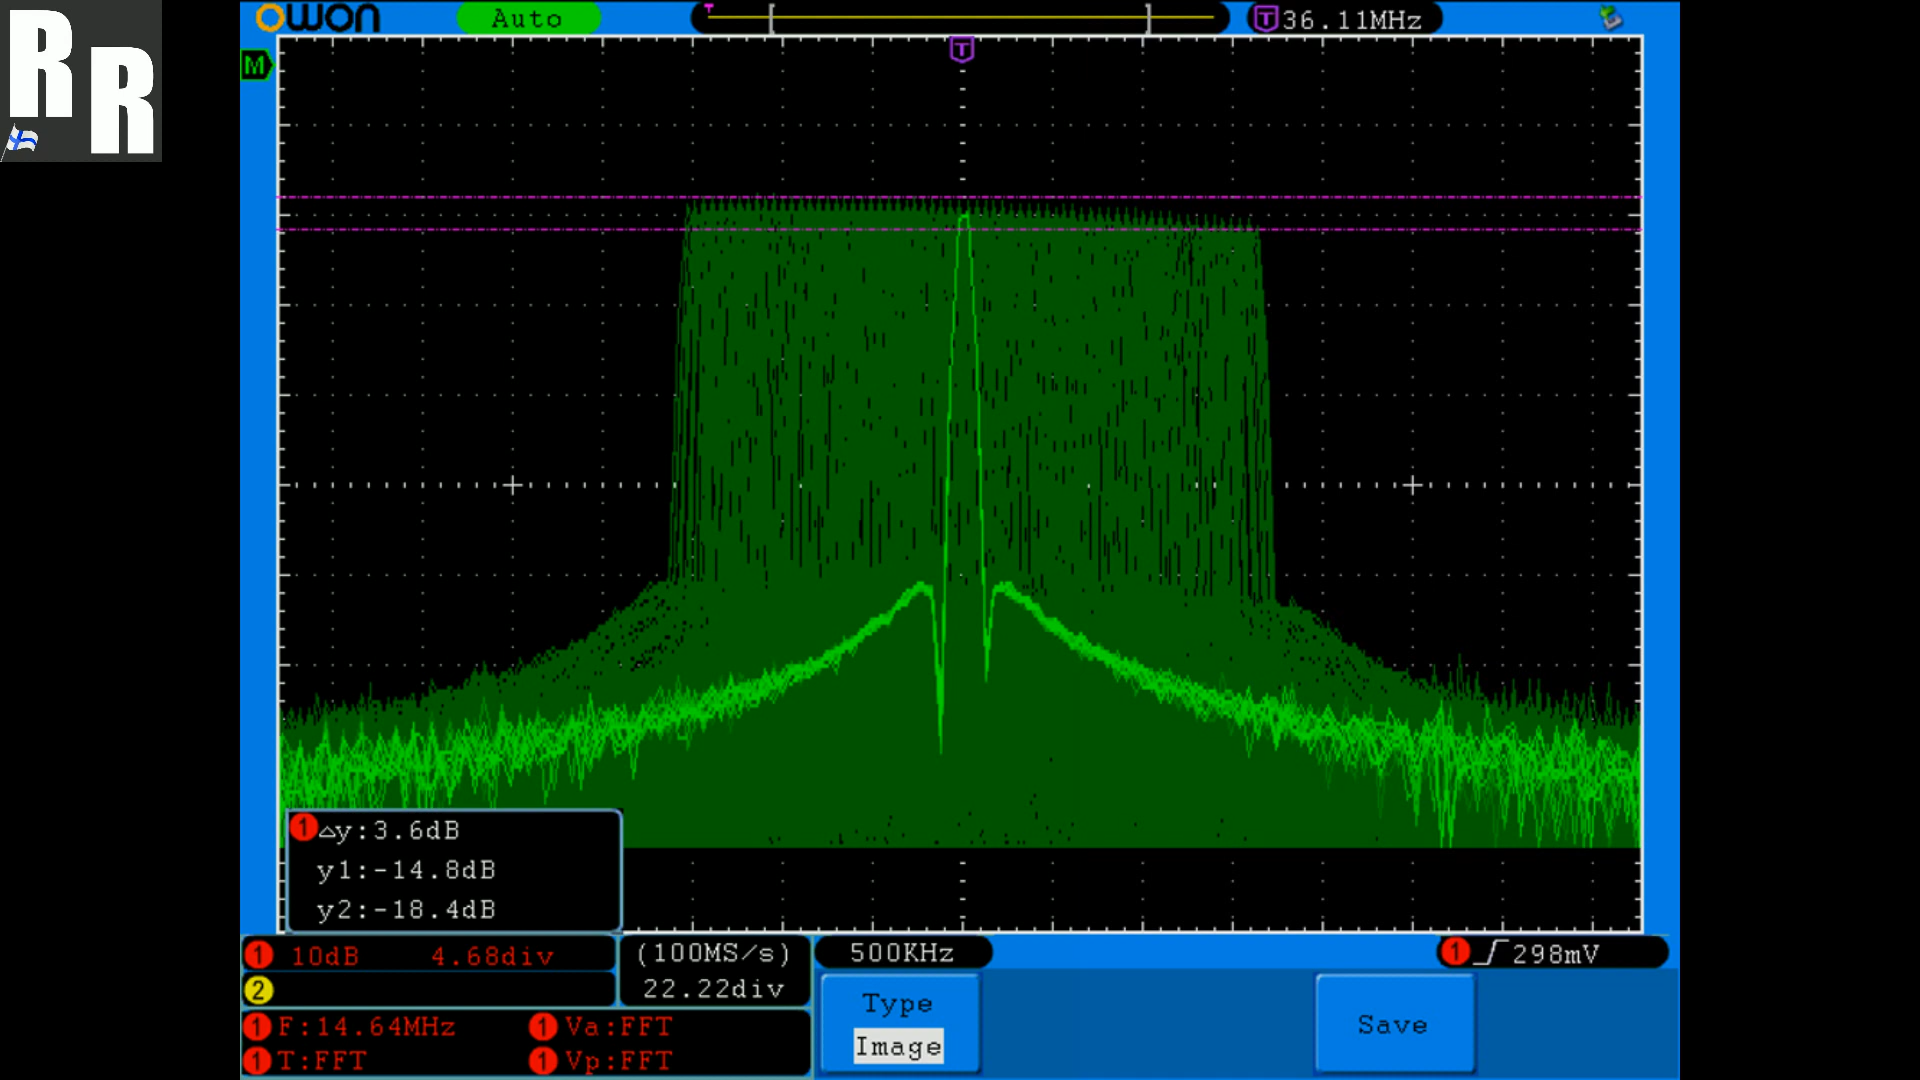 RR
OWON
Auto
T
T
36.11MHz
M
T
1 △y:3.6dB
y1:-14.8dB
y2:-18.4dB
1 10dB 4.68div
2
(100MS/s)
22.22div
500KHz
1 298mV
1 F:14.64MHz
1 Va:FFT
1 T:FFT
1 Vp:FFT
Type
Image
Save